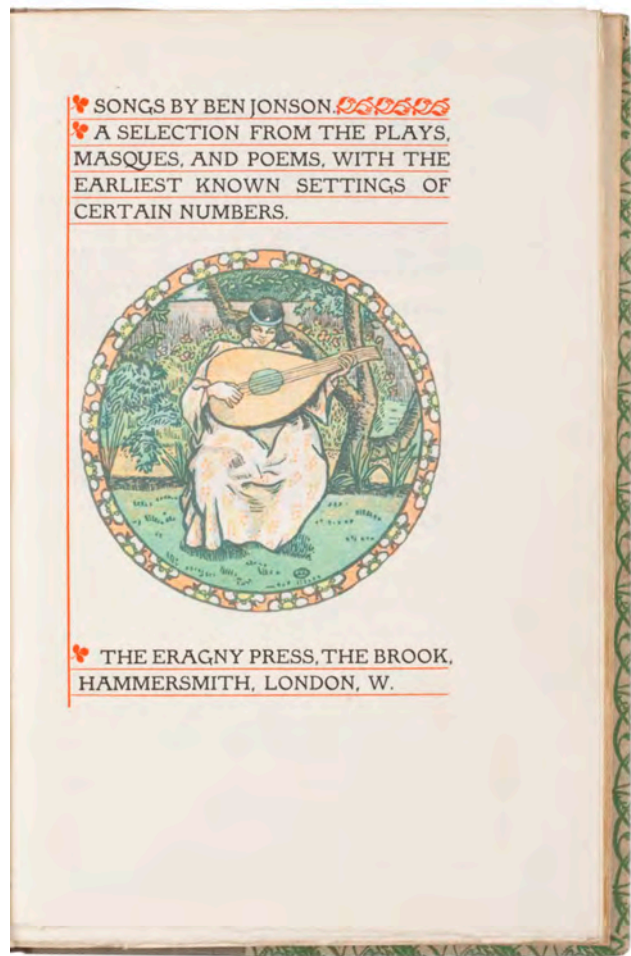 SONGS BY BEN JONSON.
A SELECTION FROM THE PLAYS,
MASQUES, AND POEMS, WITH THE
EARLIEST KNOWN SETTINGS OF
CERTAIN NUMBERS.
THE ERAGNY PRESS, THE BROOK,
HAMMERSMITH, LONDON, W.